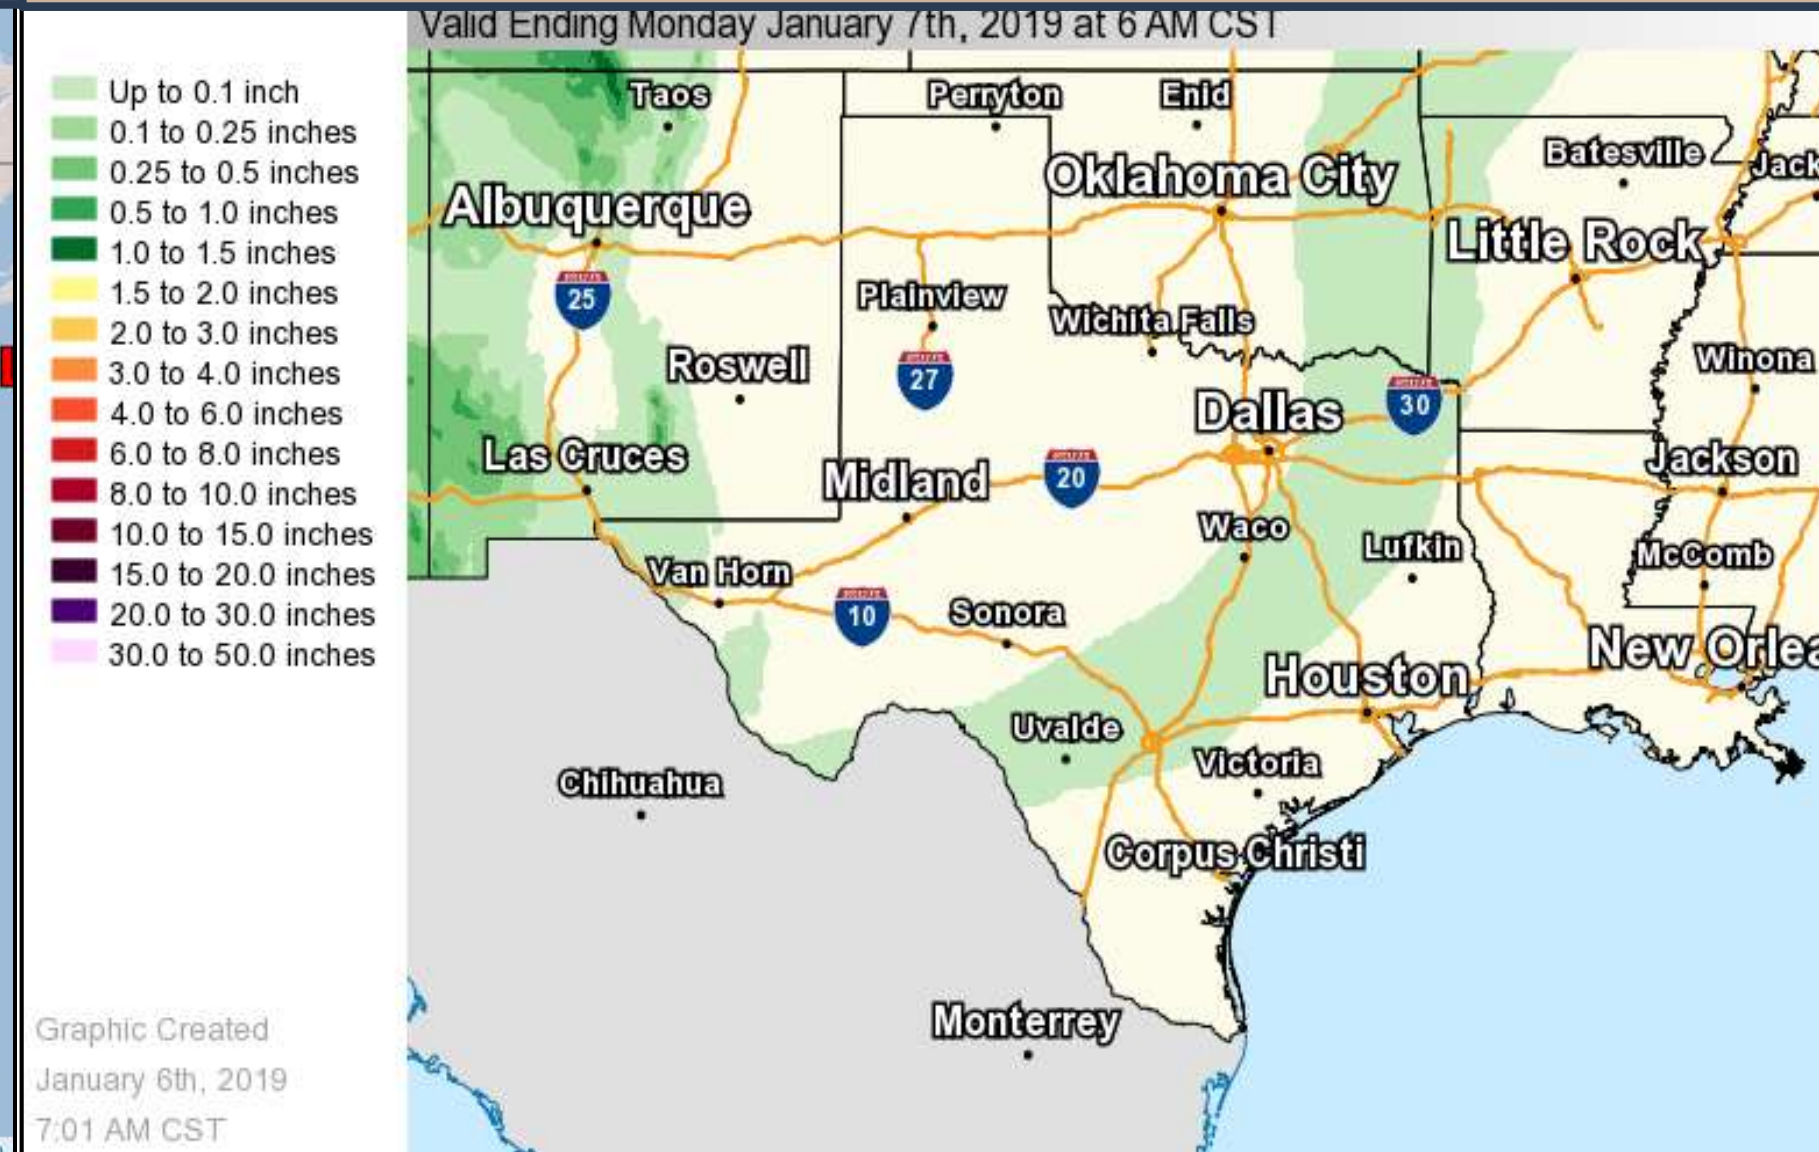 Valid Ending Monday January 7th, 2019 at 6 AM CST
Up to 0.1 inch
0.1 to 0.25 inches
0.25 to 0.5 inches
0.5 to 1.0 inches
1.0 to 1.5 inches
1.5 to 2.0 inches
2.0 to 3.0 inches
3.0 to 4.0 inches
4.0 to 6.0 inches
6.0 to 8.0 inches
8.0 to 10.0 inches
10.0 to 15.0 inches
15.0 to 20.0 inches
20.0 to 30.0 inches
30.0 to 50.0 inches
Graphic Created
January 6th, 2019
7:01 AM CST
Taos
Perryton
Enid
Batesville
Jack
Oklahoma City
Albuquerque
Little Rock
25
Plainview
Wichita Falls
Winona
Roswell
27
30
Dallas
Las Cruces
Midland
20
Jackson
Waco
Lufkin
McComb
Van Horn
10
Sonora
New Orlea
Houston
Uvalde
Victoria
Chihuahua
Corpus Christi
Monterrey